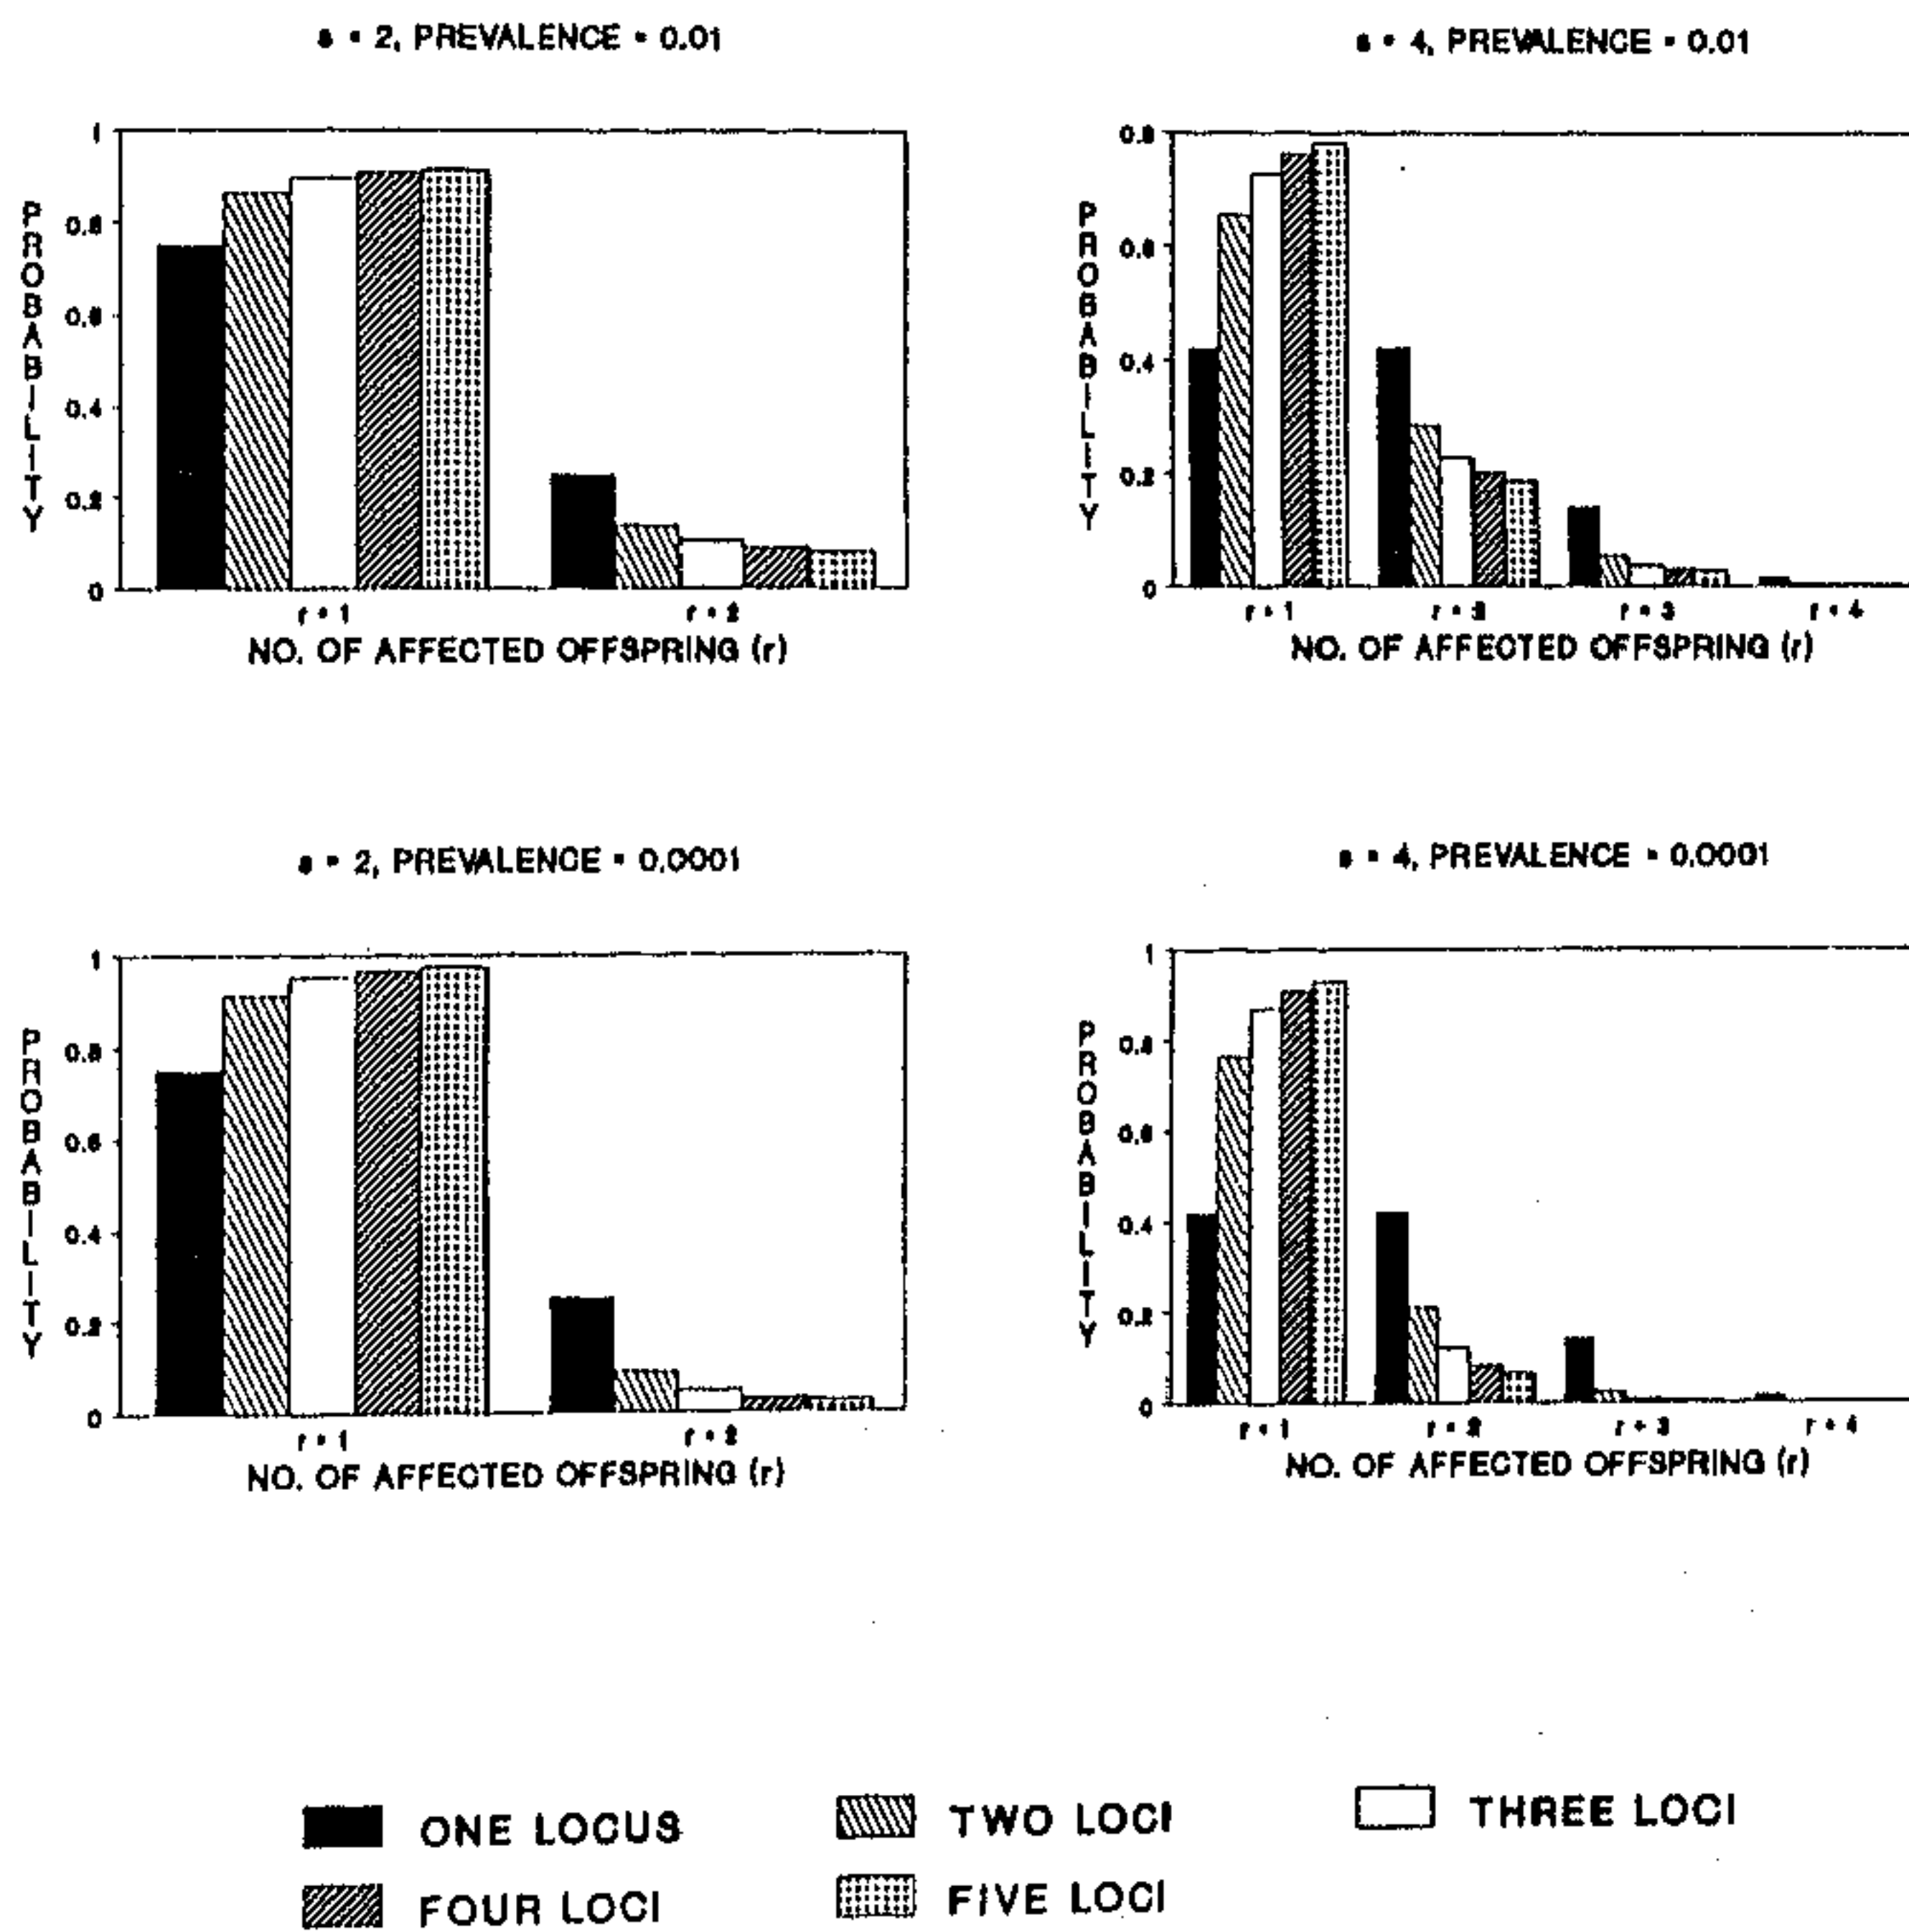 s = 2, PREVALENCE = 0.01
1
0.8
0.6
0.4
0.2
0
PROBABILITY
r = 1
r = 2
NO. OF AFFECTED OFFSPRING (r)
s = 4, PREVALENCE = 0.01
0.8
0.6
0.4
0.2
0
PROBABILITY
r = 1
r = 2
r = 3
r = 4
NO. OF AFFECTED OFFSPRING (r)
s = 2, PREVALENCE = 0.0001
1
0.8
0.6
0.4
0.2
0
PROBABILITY
r = 1
r = 2
NO. OF AFFECTED OFFSPRING (r)
s = 4, PREVALENCE = 0.0001
1
0.8
0.6
0.4
0.2
0
PROBABILITY
r = 1
r = 2
r = 3
r = 4
NO. OF AFFECTED OFFSPRING (r)
ONE LOCUS
TWO LOCI
THREE LOCI
FOUR LOCI
FIVE LOCI